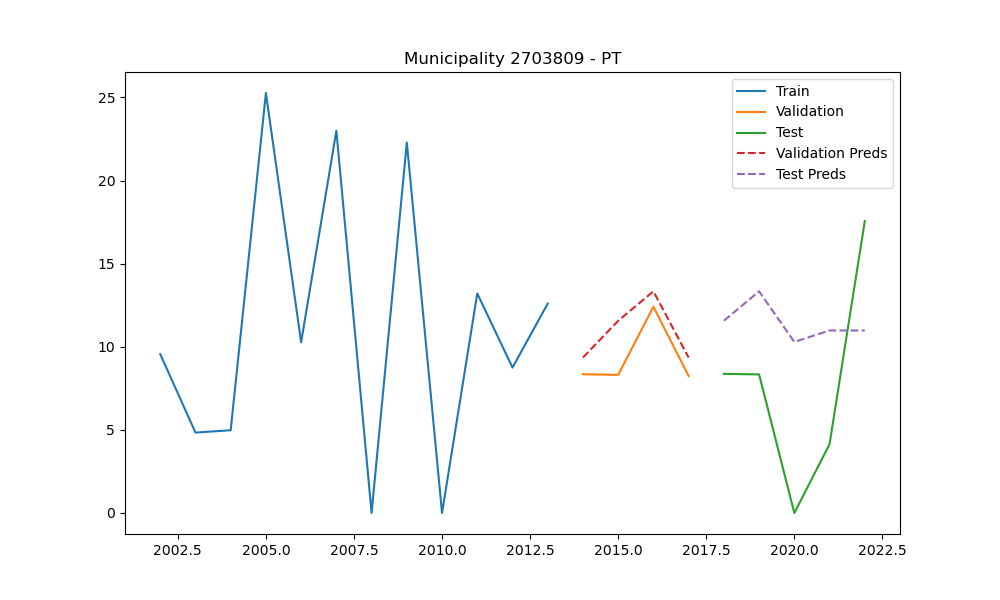 Municipality 2703809 - PT
Train
Validation
Test
Validation Preds
Test Preds
25
20
15
10
5
0
2002.5 2005.0 2007.5 2010.0 2012.5 2015.0 2017.5 2020.0 2022.5